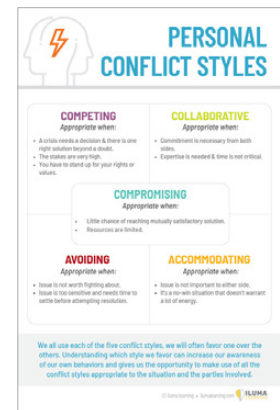 PERSONAL
CONFLICT STYLES
COMPETING
Appropriate when:
• A crisis needs a decision & there is one
right solution beyond a doubt.
• The stakes are very high.
• You have to stand up for your rights or
values.
COLLABORATIVE
Appropriate when:
• Commitment is necessary from both
sides.
• Expertise is needed & time is not critical.
COMPROMISING
Appropriate when:
• Little chance of reaching mutually satisfactory solution.
• Resources are limited.
AVOIDING
Appropriate when:
• Issue is not worth fighting about.
• Issue is too sensitive and needs time to
settle before attempting resolution.
ACCOMMODATING
Appropriate when:
• Issue is not important to either side.
• It's a no-win situation that doesn't warrant
a lot of energy.
We all use each of the five conflict styles, we will often favor one over the
others. Understanding which style we favor can increase our awareness
of our own behaviors and gives us the opportunity to make use of all the
conflict styles appropriate to the situation and the parties involved.
ILUMA